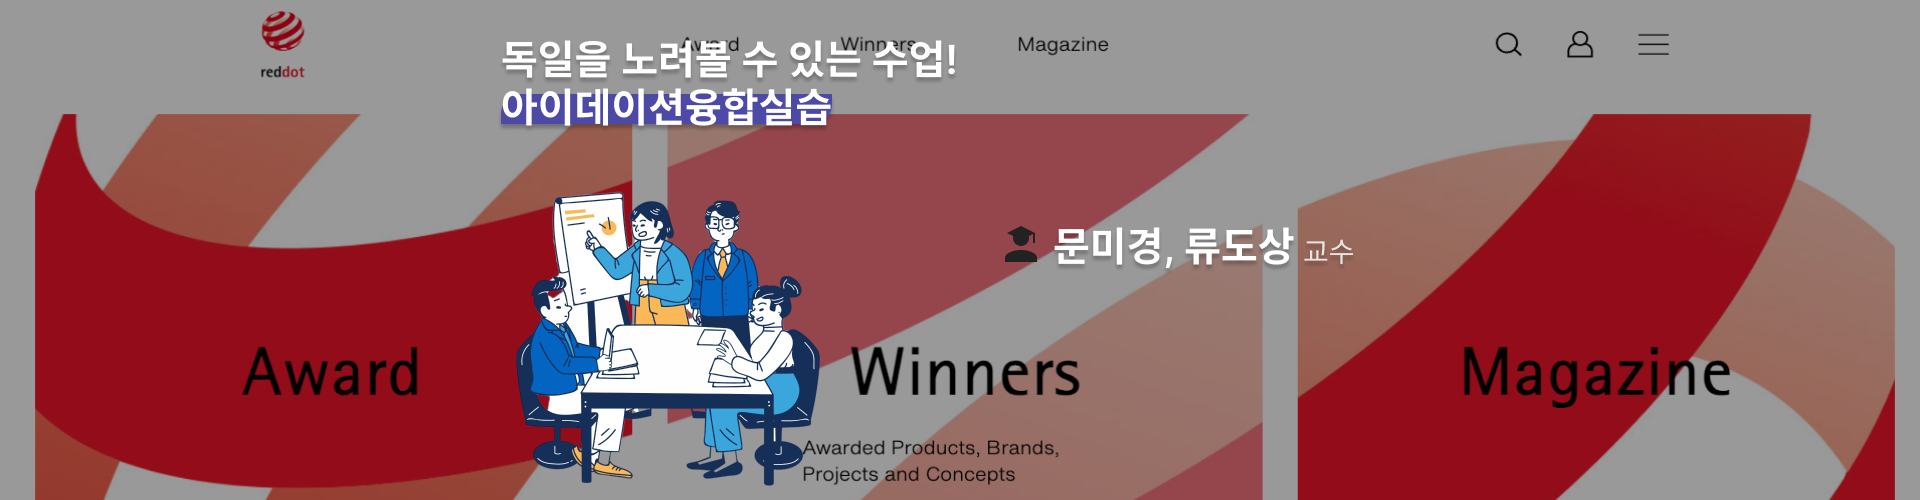 reddot
Award
Winners
Magazine
독일을 노려볼 수 있는 수업!
아이데이션융합실습
문미경, 류도상 교수
Award
Winners
Magazine
Awarded Products, Brands,
Projects and Concepts